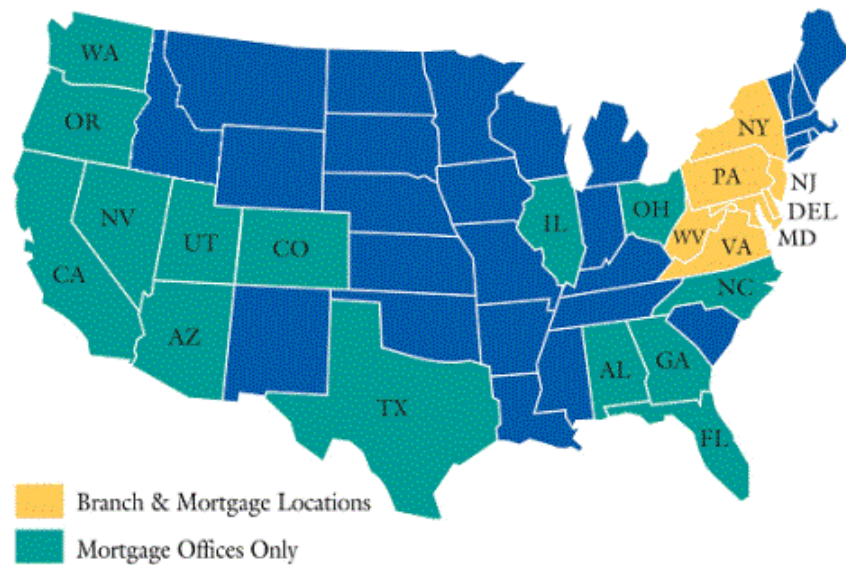 WA
OR
NY
PA
NJ
NV
IL
OH
DEL
UT
CO
WV
VA
MD
CA
NC
AZ
AL
GA
TX
FL
Branch & Mortgage Locations
Mortgage Offices Only